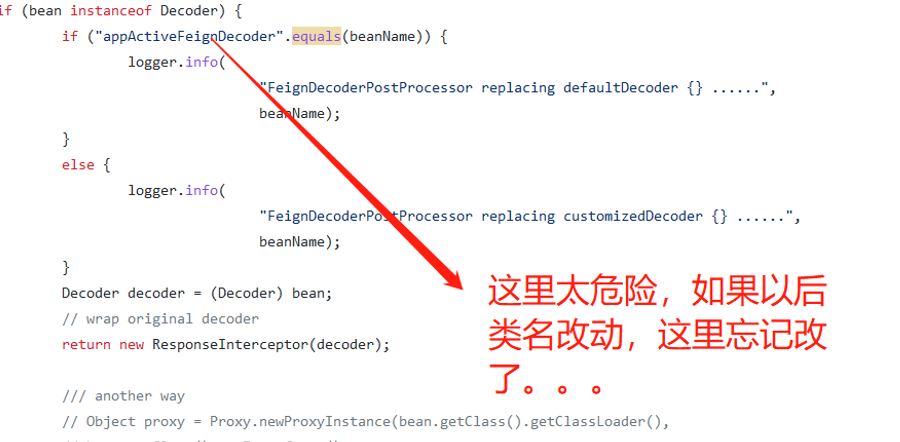 if (bean instanceof Decoder) {
if ("appActiveFeignDecoder".equals(beanName)) {
logger.info(
"FeignDecoderPostProcessor replacing defaultDecoder {} ......",
beanName);
}
else {
logger.info(
"FeignDecoderPostProcessor replacing customizedDecoder {} ......",
beanName);
}
Decoder decoder = (Decoder) bean;
// wrap original decoder
return new ResponseInterceptor(decoder);
这里太危险，如果以后
类名改动，这里忘记改
了。。。
/// another way
// Object proxy = Proxy.newProxyInstance(bean.getClass().getClassLoader(),